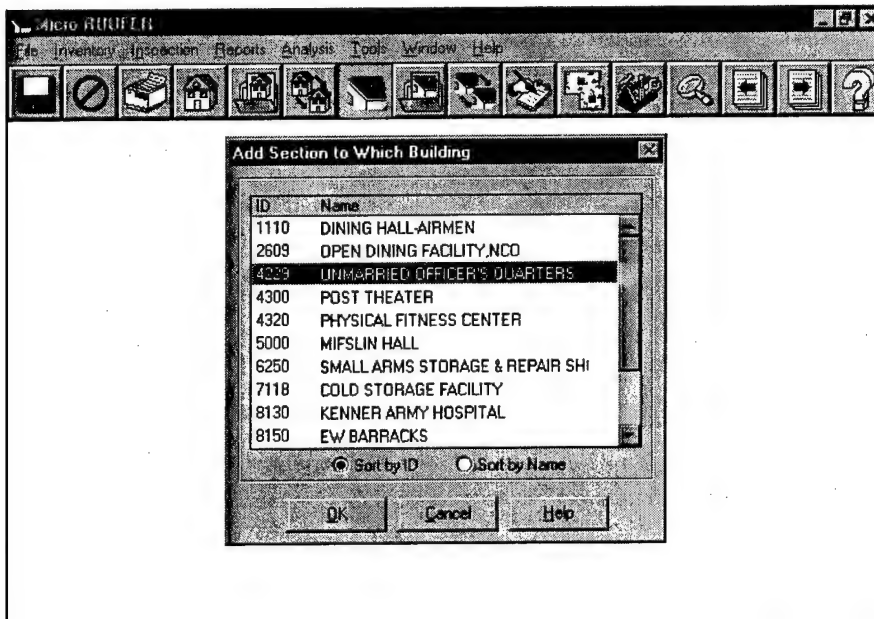 Micro ROOFER
File Inventory Inspection Reports Analysis Tools Window Help
Add Section to Which Building
ID Name
1110 DINING HALL-AIRMEN
2609 OPEN DINING FACILITY,NCO
4229 UNMARRIED OFFICER'S QUARTERS
4300 POST THEATER
4320 PHYSICAL FITNESS CENTER
5000 MIFSLIN HALL
6250 SMALL ARMS STORAGE & REPAIR SH
7118 COLD STORAGE FACILITY
8130 KENNER ARMY HOSPITAL
8150 EW BARRACKS
Sort by ID Sort by Name
OK Cancel Help